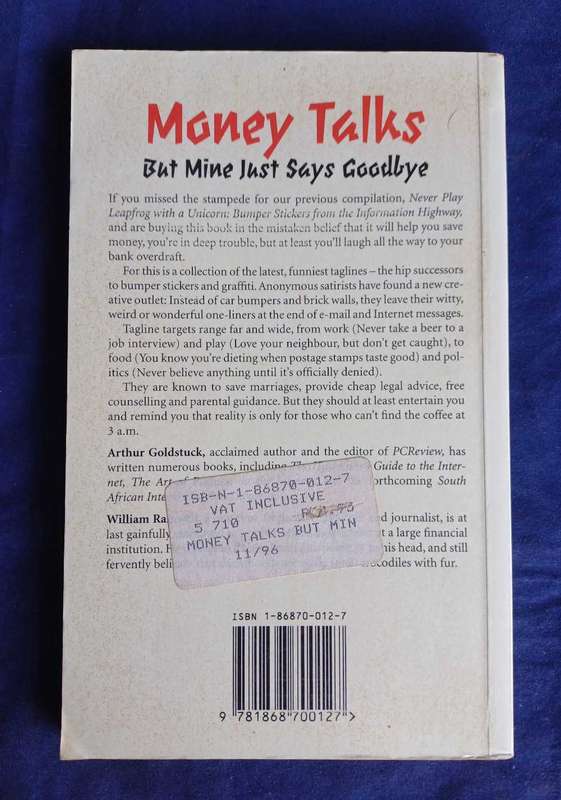 Money Talks
But Mine Just Says Goodbye
If you missed the stampede for our previous compilation, Never Play
Leapfrog with a Unicorn: Bumper Stickers from the Information Highway,
and are buying this book in the mistaken belief that it will help you save
money, you're in deep trouble, but at least you'll laugh all the way to your
bank overdraft.
For this is a collection of the latest, funniest taglines – the hip successors
to bumper stickers and graffiti. Anonymous satirists have found a new cre-
ative outlet: Instead of car bumpers and brick walls, they leave their witty,
weird or wonderful one-liners at the end of e-mail and Internet messages.
Tagline targets range far and wide, from work (Never take a beer to a
job interview) and play (Love your neighbour, but don't get caught), to
food (You know you're dieting when postage stamps taste good) and pol-
itics (Never believe anything until it's officially denied).
They are known to save marriages, provide cheap legal advice, free
counselling and parental guidance. But they should at least entertain you
and remind you that reality is only for those who can't find the coffee at
3 a.m.
Arthur Goldstuck, acclaimed author and the editor of PCReview, has
written numerous books, including The Guide to the Inter-
net, The Art of forthcoming South
African
William journalist, is at
last gainfully at a large financial
institution. his head, and still
fervently with fur.
ISB-N-1-86870-012-7
VAT INCLUSIVE
5 710
MONEY TALKS BUT MIN
11/96
ISBN 1-86870-012-7
9 781868 700127 >